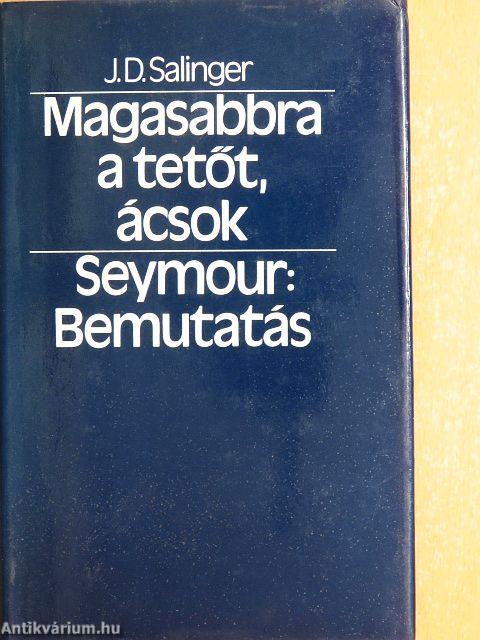 J.D. Salinger
Magasabbra
a tetőt,
ácsok
Seymour:
Bemutatás
Antikvárium.hu